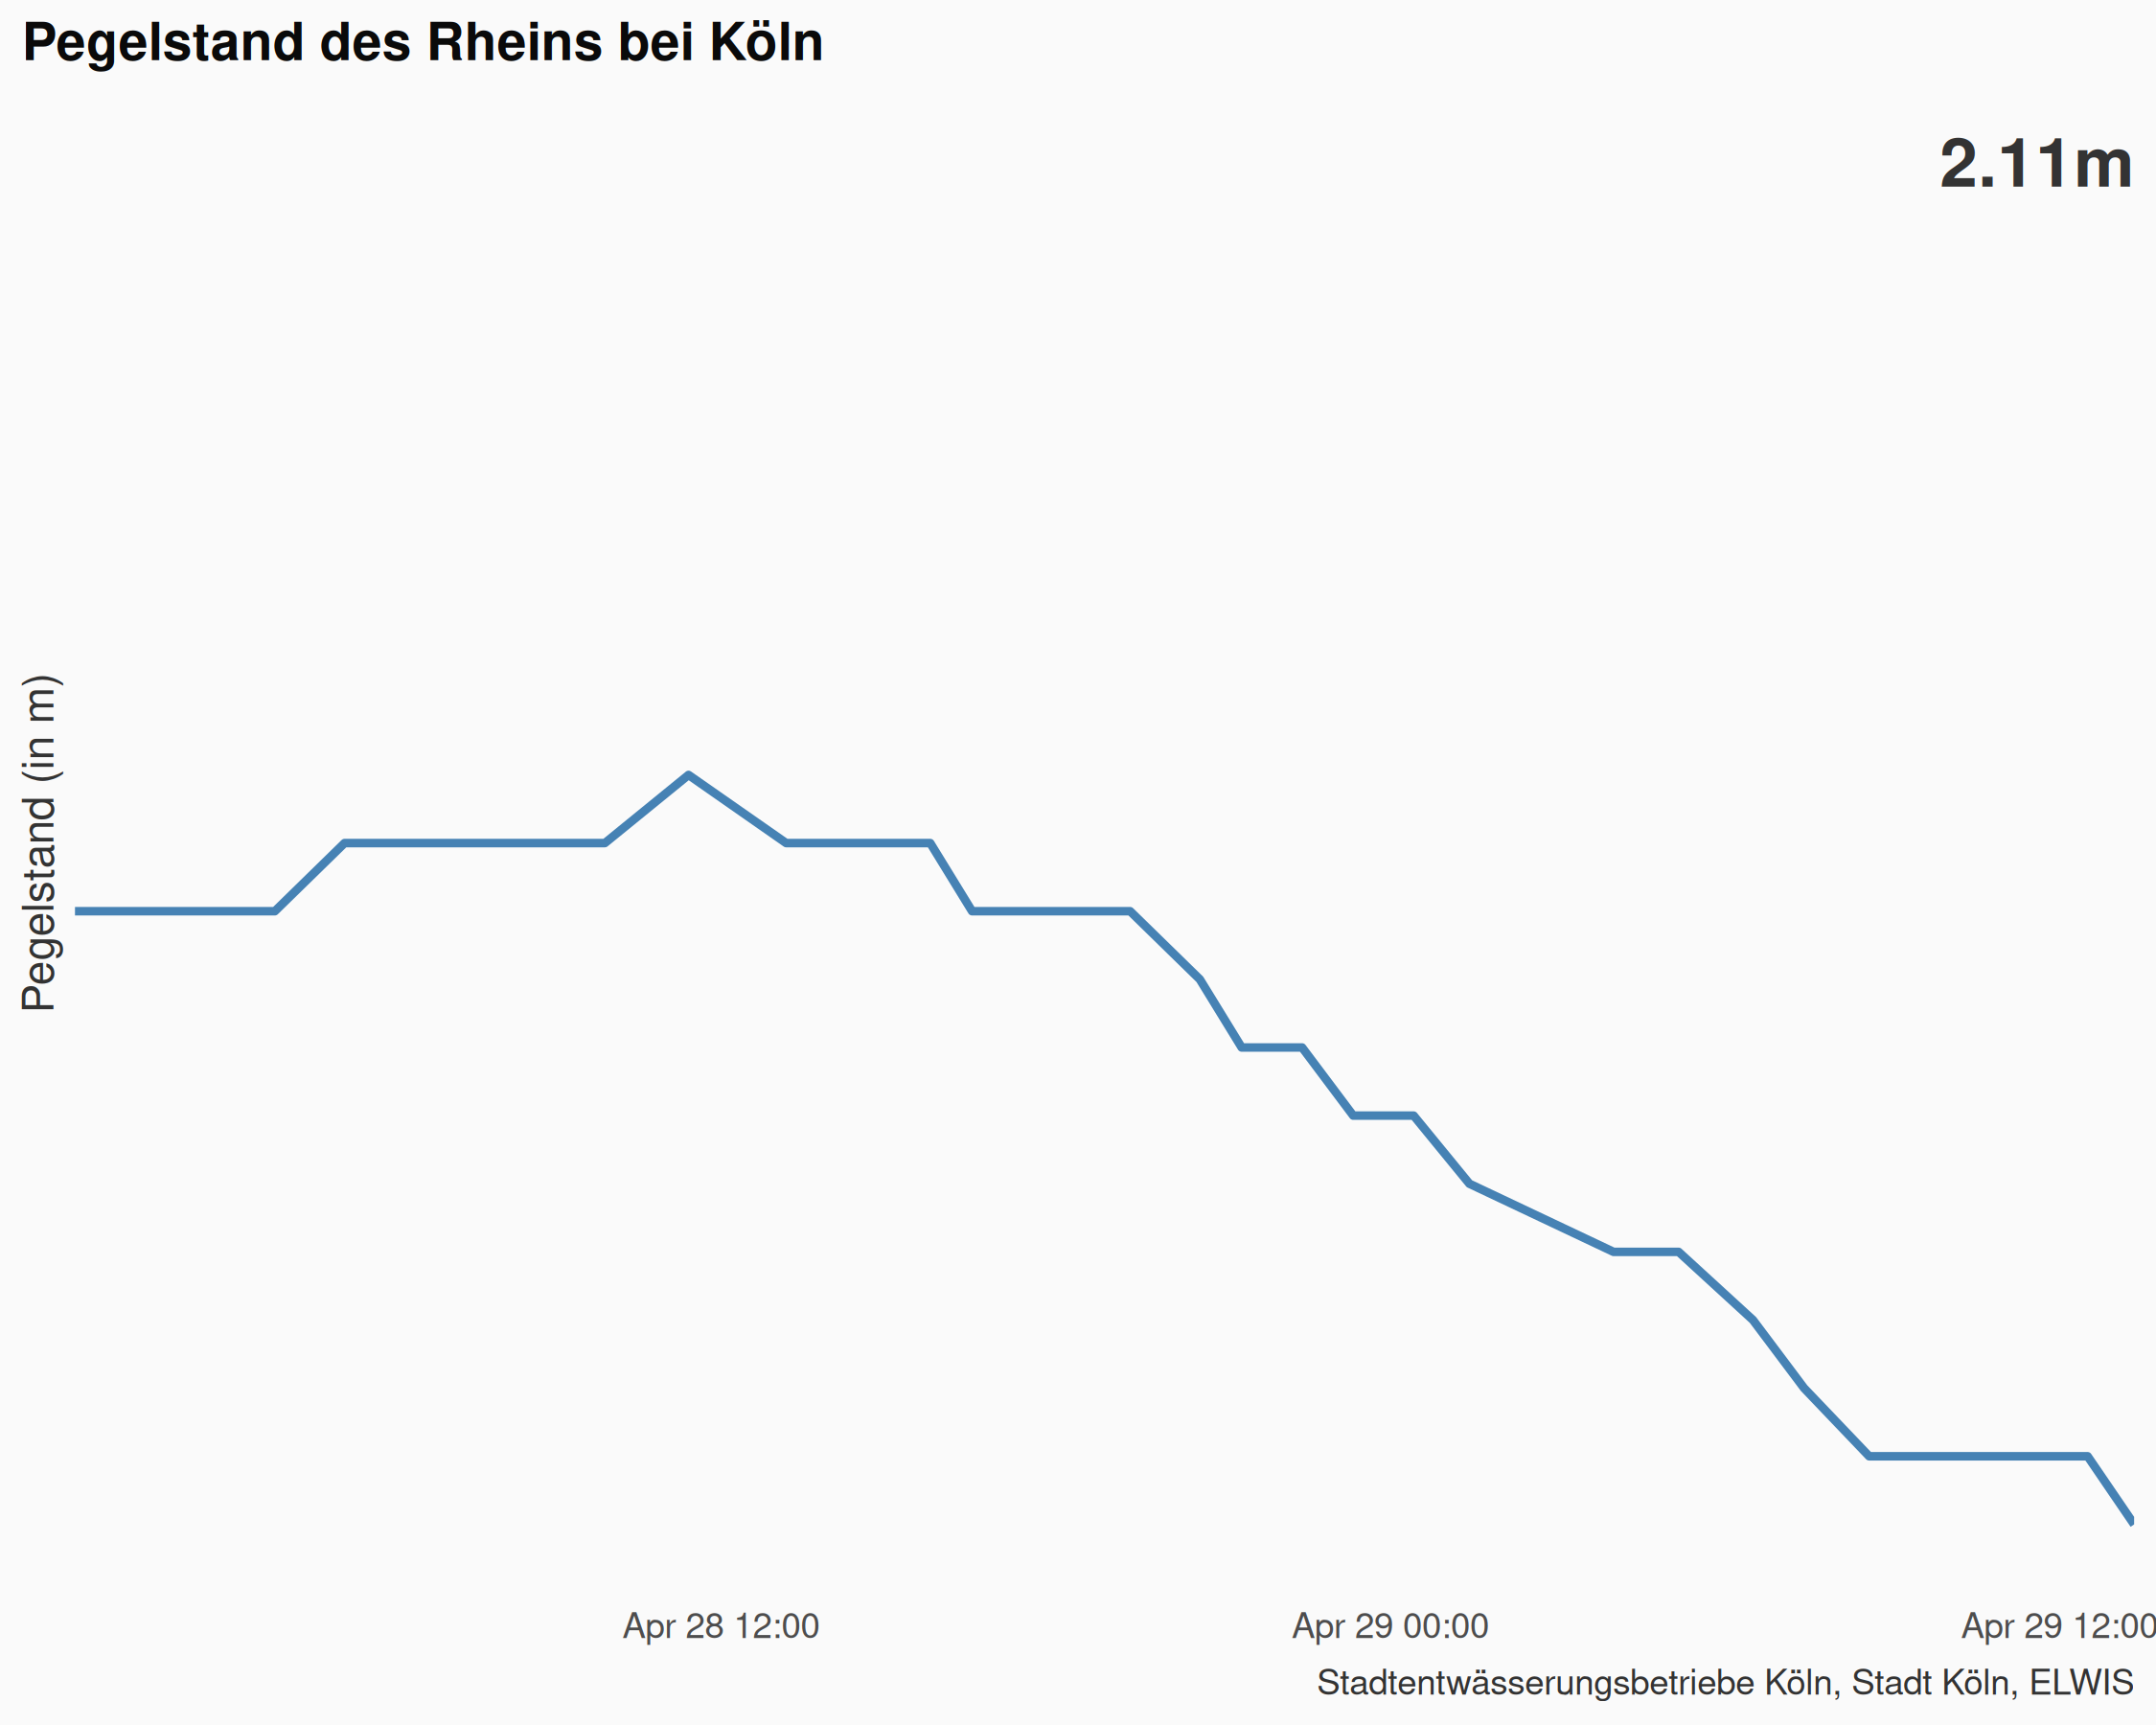 Pegelstand des Rheins bei Köln
2.11m
Pegelstand (in m)
Apr 28 12:00
Apr 29 00:00
Apr 29 12:00
Stadtentwässerungsbetriebe Köln, Stadt Köln, ELWIS